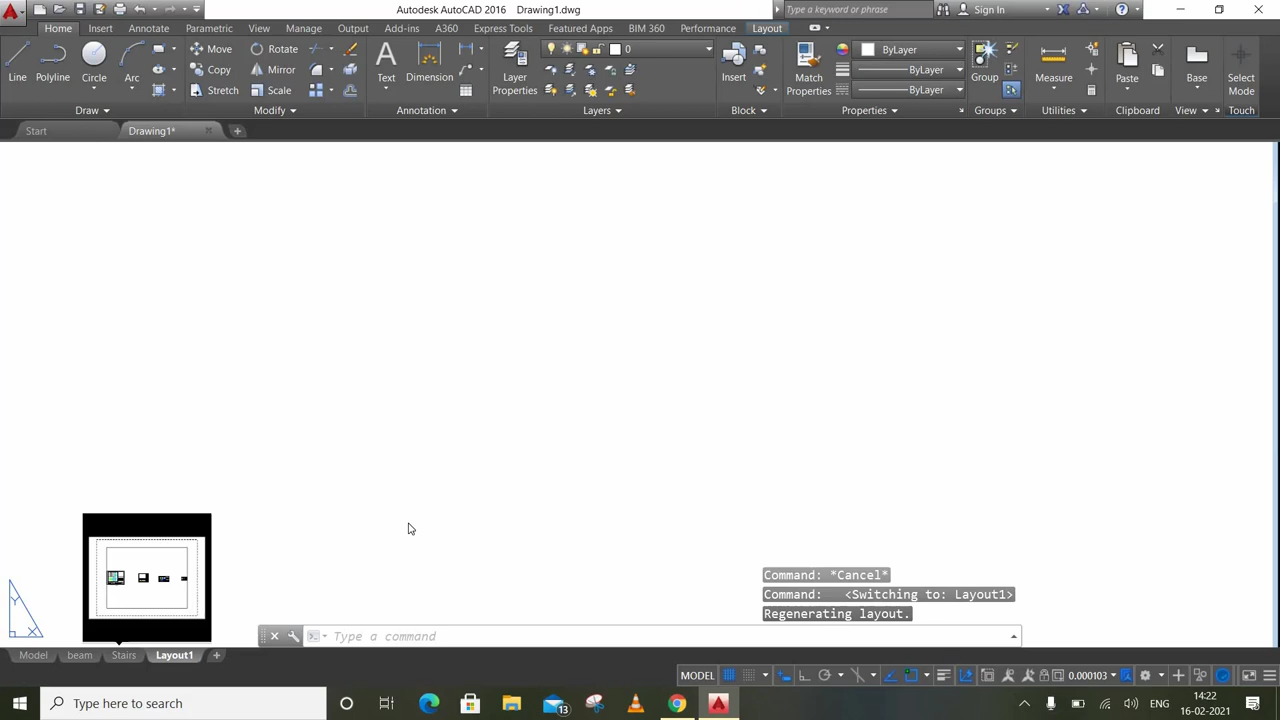 Autodesk AutoCAD 2016 Drawing1.dwg
Type a keyword or phrase
Sign In
Home Insert Annotate Parametric View Manage Output Add-ins A360 Express Tools Featured Apps BIM 360 Performance Layout
Line Polyline Circle Arc
Move Rotate
Copy Mirror
Stretch Scale
Text Dimension
Layer
Properties
0
Insert
Match
Properties
ByLayer
ByLayer
ByLayer
Group
Measure
Paste
Base
Select
Mode
Draw Modify Annotation Layers Block Properties Groups Utilities Clipboard View Touch
Start Drawing1*
Y
X
Command: *Cancel*
Command: <Switching to: Layout1>
Regenerating layout.
Type a command
Model beam Stairs Layout1
MODEL
0.000103
Type here to search
13
ENG
14:22
16-02-2021